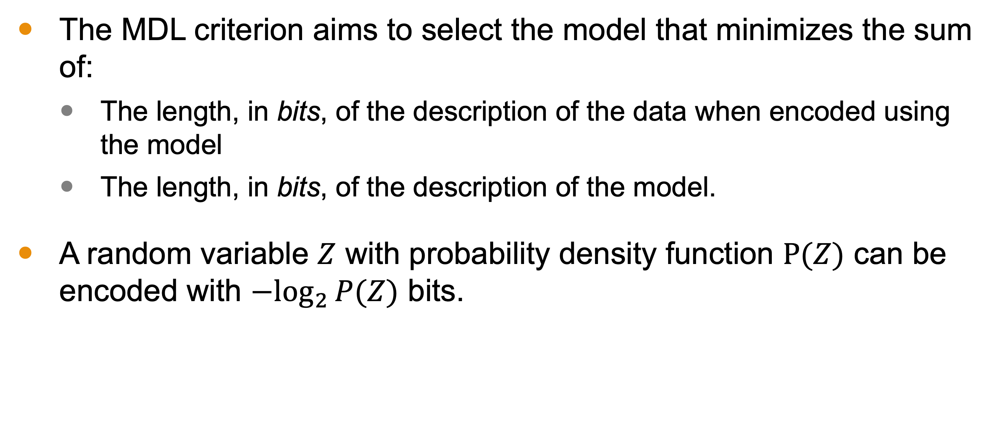 • The MDL criterion aims to select the model that minimizes the sum
of:
• The length, in bits, of the description of the data when encoded using
the model
• The length, in bits, of the description of the model.
• A random variable Z with probability density function P(Z) can be
encoded with −log₂ P(Z) bits.